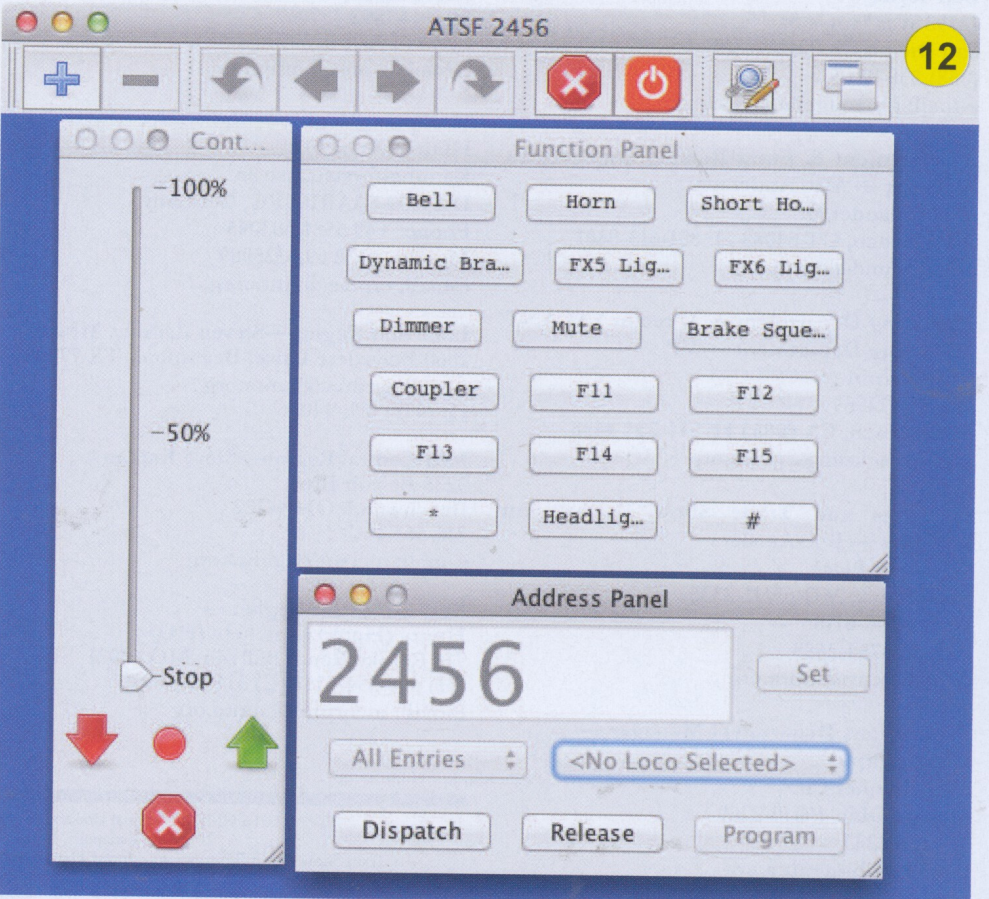 ATSF 2456
12
Cont...
-100%
-50%
Stop
Function Panel
Bell Horn Short Ho...
Dynamic Bra... FX5 Lig... FX6 Lig...
Dimmer Mute Brake Sque...
Coupler F11 F12
F13 F14 F15
* Headlig... #
Address Panel
2456 Set
All Entries <No Loco Selected>
Dispatch Release Program